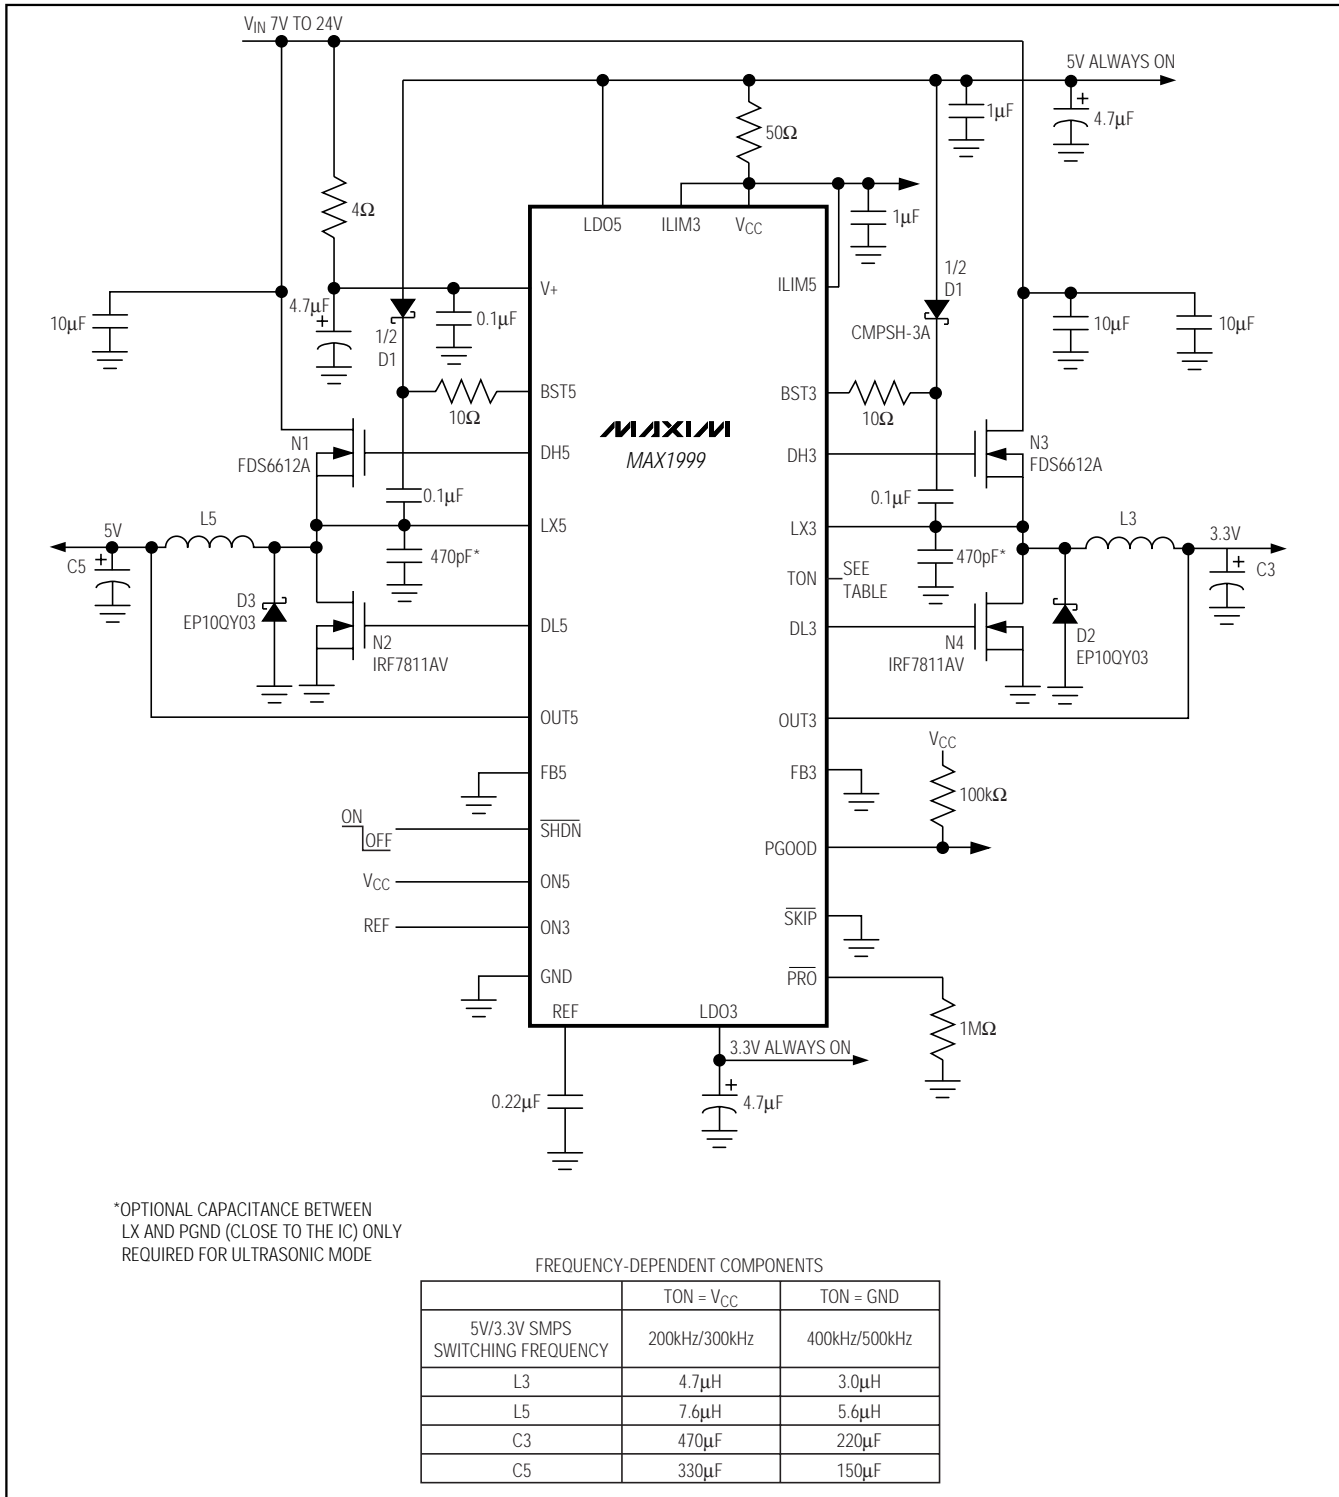 VIN 7V TO 24V
5V ALWAYS ON
1µF
4.7µF
50Ω
4Ω
1µF
LDO5
ILIM3
VCC
V+
ILIM5
1/2
D1
CMPSH-3A
10µF
4.7µF
+
1/2
D1
0.1µF
10µF
10µF
+
BST5
10Ω
BST3
10Ω
MAXIM
MAX1999
N1
FDS6612A
DH5
DH3
N3
FDS6612A
0.1µF
0.1µF
5V
L5
LX5
LX3
L3
3.3V
C5
+
470pF*
TON
SEE
TABLE
470pF*
+
C3
D3
EP10QY03
N2
IRF7811AV
DL5
DL3
N4
IRF7811AV
D2
EP10QY03
OUT5
OUT3
VCC
FB5
FB3
100kΩ
ON
OFF
SHDN
PGOOD
VCC
ON5
SKIP
REF
ON3
GND
PRO
REF
LDO3
1MΩ
3.3V ALWAYS ON
0.22µF
+
4.7µF
*OPTIONAL CAPACITANCE BETWEEN
LX AND PGND (CLOSE TO THE IC) ONLY
REQUIRED FOR ULTRASONIC MODE
FREQUENCY-DEPENDENT COMPONENTS
TON = VCC TON = GND
5V/3.3V SMPS
SWITCHING FREQUENCY 200kHz/300kHz 400kHz/500kHz
L3 4.7µH 3.0µH
L5 7.6µH 5.6µH
C3 470µF 220µF
C5 330µF 150µF